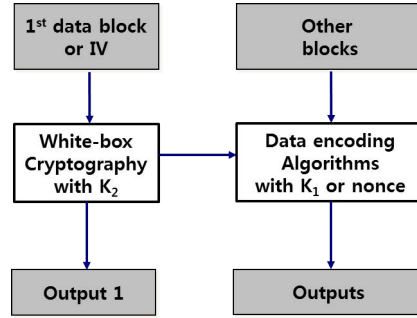 1st data block
or IV
Other
blocks
White-box
Cryptography
with K2
Data encoding
Algorithms
with K1 or nonce
Output 1
Outputs